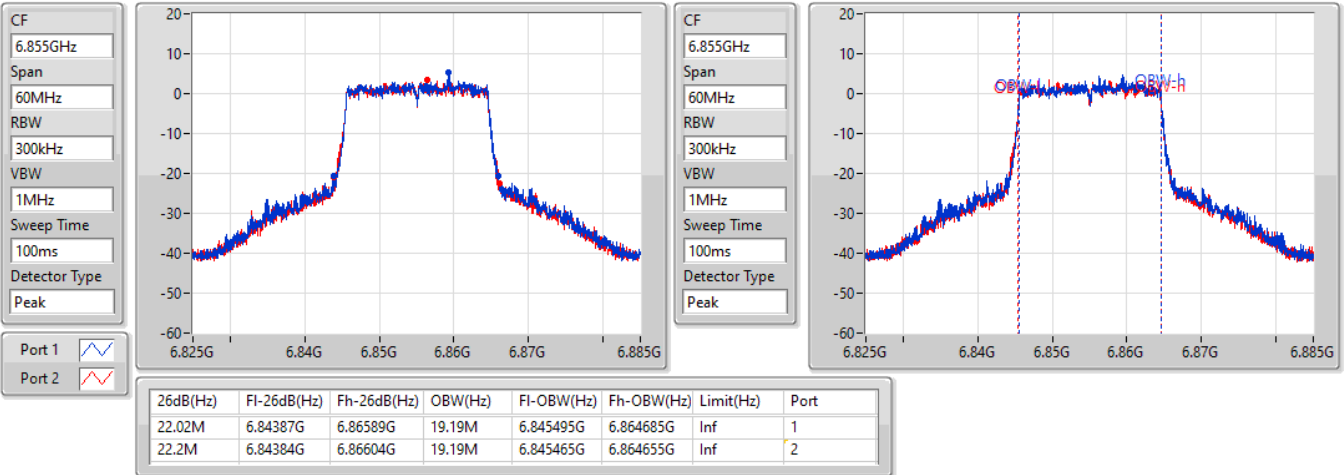 CF
6.855GHz
Span
60MHz
RBW
300kHz
VBW
1MHz
Sweep Time
100ms
Detector Type
Peak
Port 1
Port 2
20
10
0
-10
-20
-30
-40
-50
-60
6.825G 6.84G 6.85G 6.86G 6.87G 6.885G
CF
6.855GHz
Span
60MHz
RBW
300kHz
VBW
1MHz
Sweep Time
100ms
Detector Type
Peak
20
10
0
-10
-20
-30
-40
-50
-60
OBW-h
OBW-h
6.825G 6.84G 6.85G 6.86G 6.87G 6.885G
26dB(Hz) Fl-26dB(Hz) Fh-26dB(Hz) OBW(Hz) Fl-OBW(Hz) Fh-OBW(Hz) Limit(Hz) Port
22.02M 6.84387G 6.86589G 19.19M 6.845495G 6.864685G Inf 1
22.2M 6.84384G 6.86604G 19.19M 6.845465G 6.864655G Inf 2